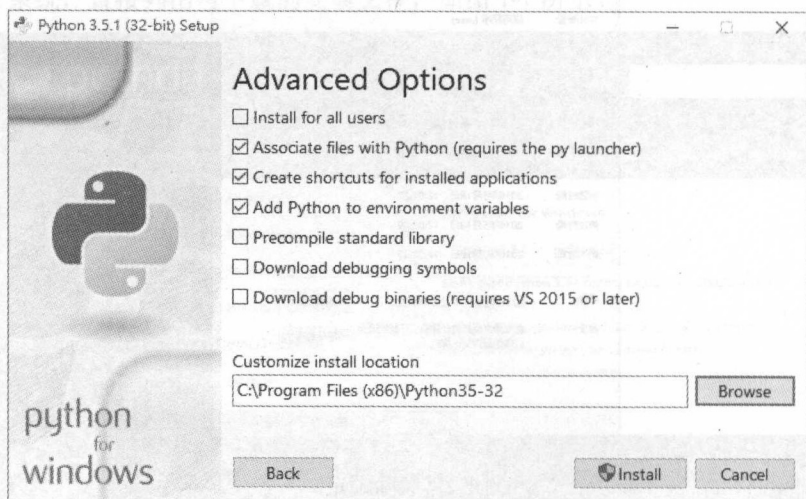 Python 3.5.1 (32-bit) Setup
Advanced Options
Install for all users
Associate files with Python (requires the py launcher)
Create shortcuts for installed applications
Add Python to environment variables
Precompile standard library
Download debugging symbols
Download debug binaries (requires VS 2015 or later)
Customize install location
C:\Program Files (x86)\Python35-32
Browse
python
for
windows
Back
Install
Cancel